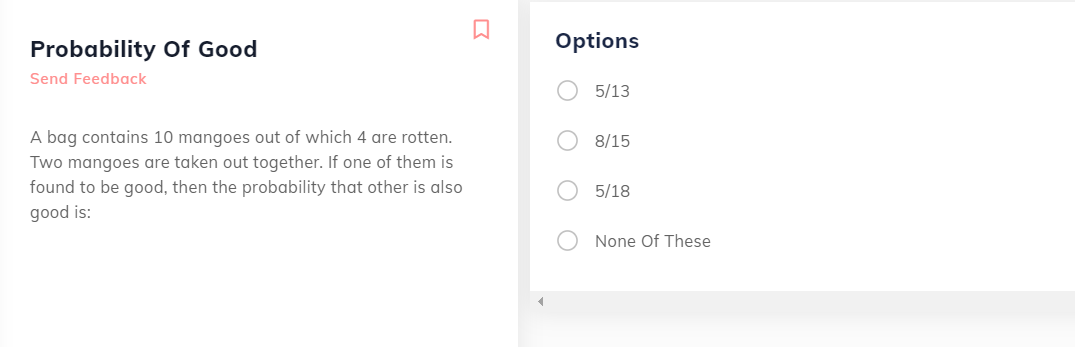 Probability Of Good
Send Feedback
A bag contains 10 mangoes out of which 4 are rotten.
Two mangoes are taken out together. If one of them is
found to be good, then the probability that other is also
good is:
Options
5/13
8/15
5/18
None Of These